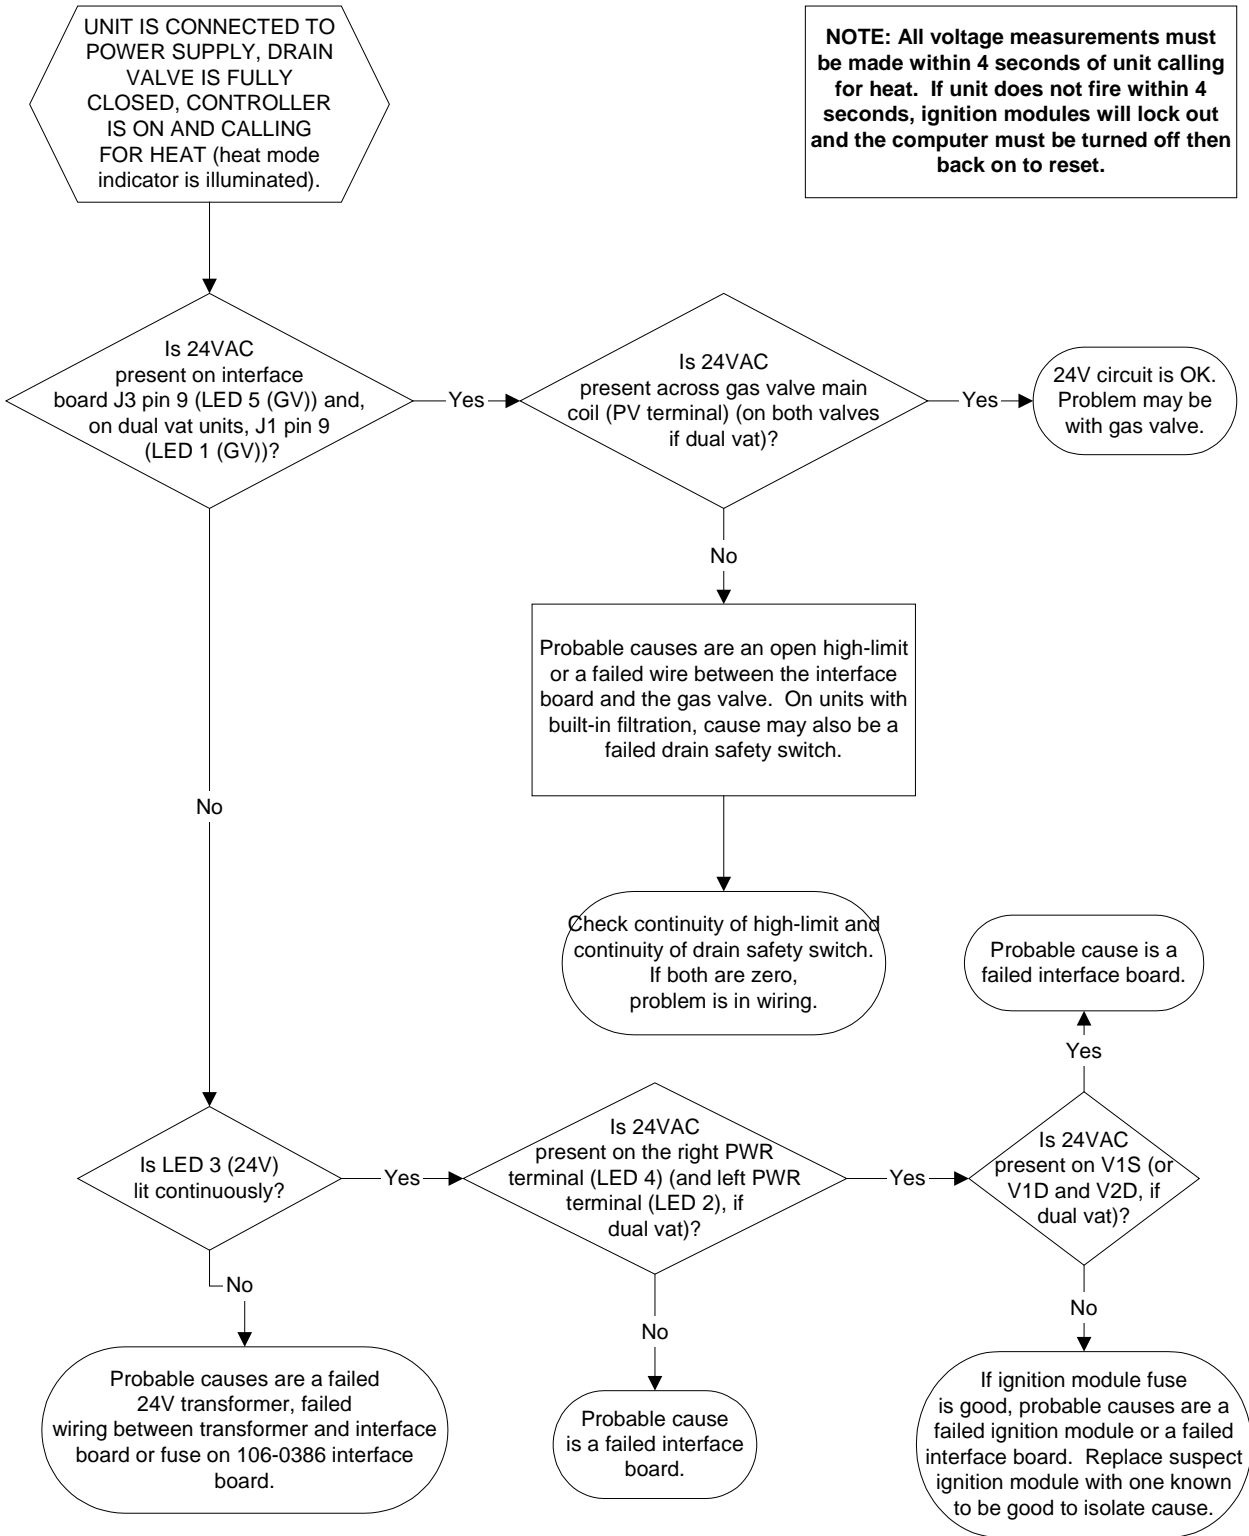 UNIT IS CONNECTED TO
POWER SUPPLY, DRAIN
VALVE IS FULLY
CLOSED, CONTROLLER
IS ON AND CALLING
FOR HEAT (heat mode
indicator is illuminated).
NOTE: All voltage measurements must
be made within 4 seconds of unit calling
for heat. If unit does not fire within 4
seconds, ignition modules will lock out
and the computer must be turned off then
back on to reset.
Is 24VAC
present on interface
board J3 pin 9 (LED 5 (GV)) and,
on dual vat units, J1 pin 9
(LED 1 (GV))?
Yes
Is 24VAC
present across gas valve main
coil (PV terminal) (on both valves
if dual vat)?
Yes
24V circuit is OK.
Problem may be
with gas valve.
No
Probable causes are an open high-limit
or a failed wire between the interface
board and the gas valve. On units with
built-in filtration, cause may also be a
failed drain safety switch.
No
Check continuity of high-limit and
continuity of drain safety switch.
If both are zero,
problem is in wiring.
Probable cause is a
failed interface board.
Yes
Is LED 3 (24V)
lit continuously?
Yes
Is 24VAC
present on the right PWR
terminal (LED 4) (and left PWR
terminal (LED 2), if
dual vat)?
Yes
Is 24VAC
present on V1S (or
V1D and V2D, if
dual vat)?
No
No
No
Probable causes are a failed
24V transformer, failed
wiring between transformer and interface
board or fuse on 106-0386 interface
board.
Probable cause
is a failed interface
board.
If ignition module fuse
is good, probable causes are a
failed ignition module or a failed
interface board. Replace suspect
ignition module with one known
to be good to isolate cause.